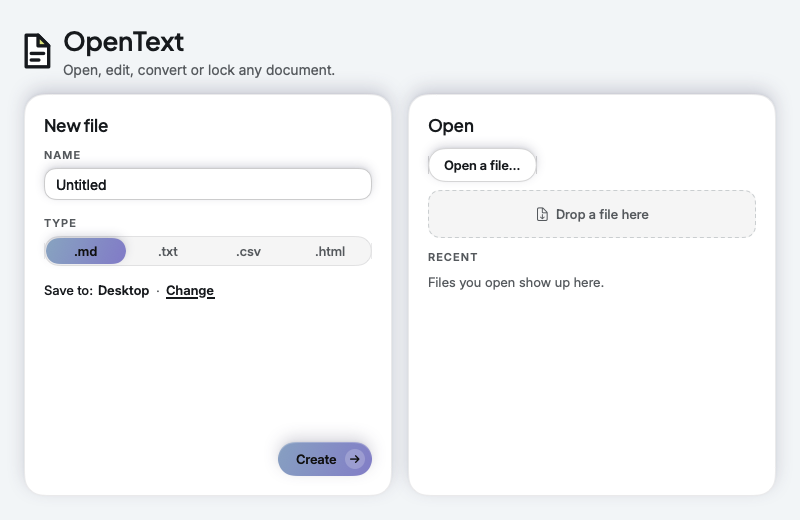 OpenText
Open, edit, convert or lock any document.
New file
NAME
Untitled
TYPE
.md .txt .csv .html
Save to: Desktop · Change
Create
Open
Open a file...
Drop a file here
RECENT
Files you open show up here.